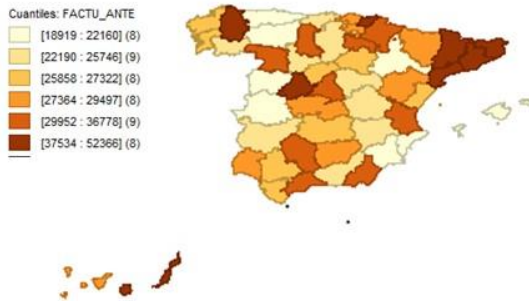 Cuantiles: FACTU_ANTE
[18919 : 22160] (8)
[22190 : 25746] (9)
[25858 : 27322] (8)
[27364 : 29497] (8)
[29952 : 36778] (9)
[37534 : 52366] (8)